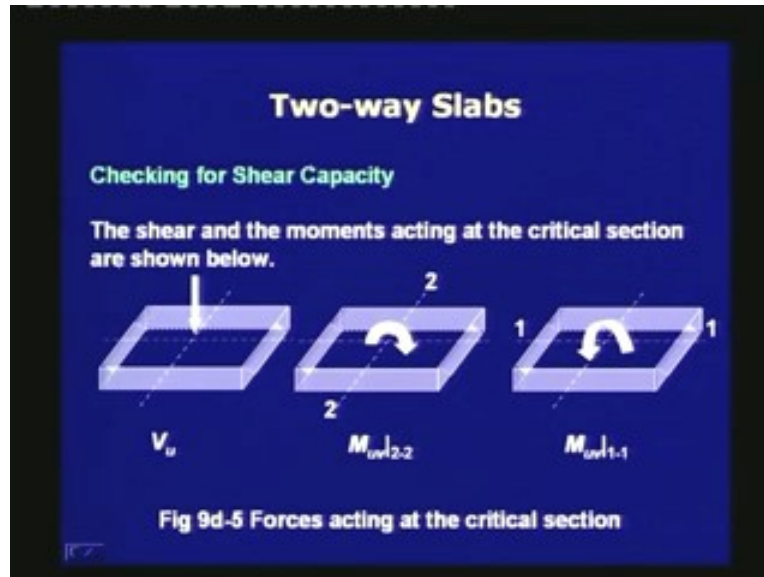 Two-way Slabs
Checking for Shear Capacity
The shear and the moments acting at the critical section
are shown below.
2
1 1
2
Vu
Muv|2-2
Muv|1-1
Fig 9d-5 Forces acting at the critical section